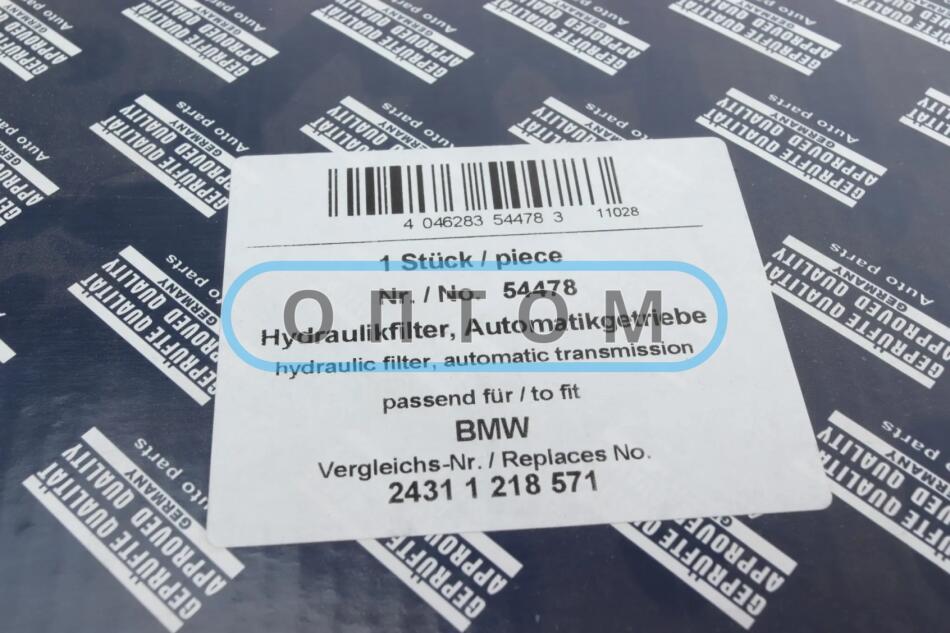 4 046283 54478 3 11028
1 Stück / piece
Nr. / No. 54478
ОПТОМ
Hydraulikfilter, Automatikgetriebe
hydraulic filter, automatic transmission
passend für / to fit
BMW
Vergleichs-Nr. / Replaces No.
2431 1 218 571
GEPRÜFTE QUALITÄT
APPROVED QUALITY
GERMANY
Auto parts